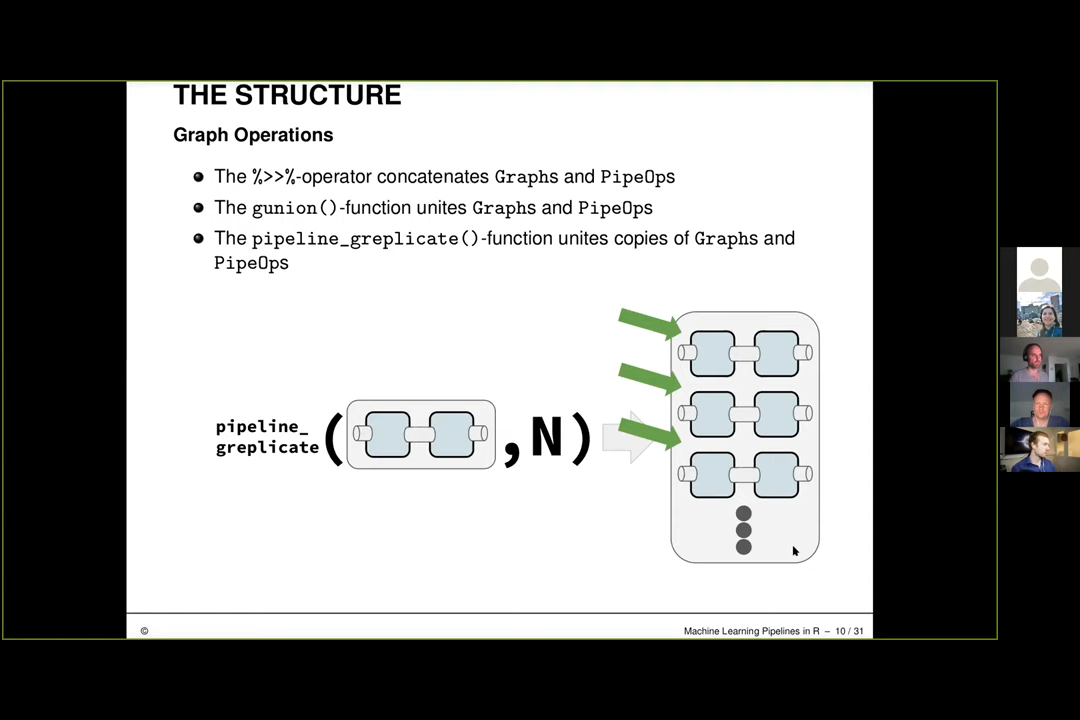 THE STRUCTURE
Graph Operations
The %>>%-operator concatenates Graphs and PipeOps
The gunion()-function unites Graphs and PipeOps
The pipeline_greplicate()-function unites copies of Graphs and
PipeOps
pipeline_
greplicate
( , N )
©
Machine Learning Pipelines in R – 10 / 31